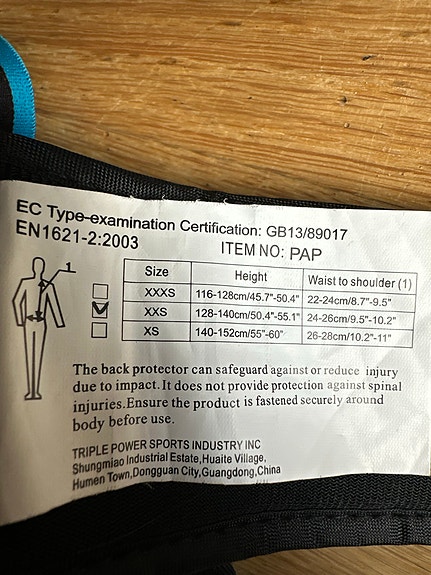 EC Type-examination Certification: GB13/89017
EN1621-2:2003 ITEM NO: PAP
1
Size Height Waist to shoulder (1)
XXXS 116-128cm/45.7"-50.4" 22-24cm/8.7"-9.5"
XXS 128-140cm/50.4"-55.1" 24-26cm/9.5"-10.2"
XS 140-152cm/55"-60" 26-28cm/10.2"-11"
The back protector can safeguard against or reduce injury
due to impact. It does not provide protection against spinal
injuries.Ensure the product is fastened securely around
body before use.
TRIPLE POWER SPORTS INDUSTRY INC
Shungmiao Industrial Estate,Huaite Village,
Humen Town,Dongguan City,Guangdong,China